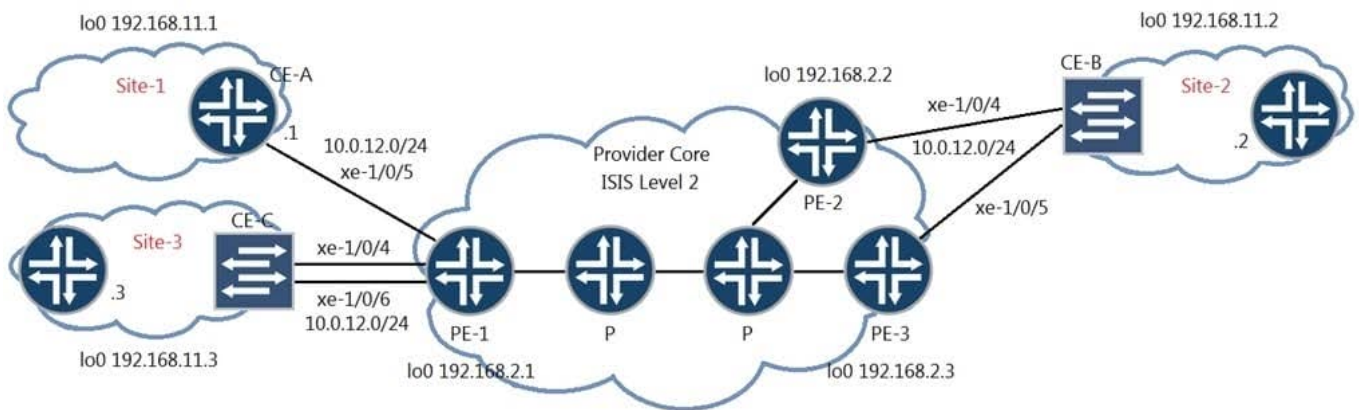 lo0 192.168.11.1
Site-1
CE-A
.1
10.0.12.0/24
xe-1/0/5
Site-3
CE-C
.3
xe-1/0/4
xe-1/0/6
10.0.12.0/24
lo0 192.168.11.3
Provider Core
ISIS Level 2
PE-1
lo0 192.168.2.1
P
P
lo0 192.168.2.2
PE-2
PE-3
lo0 192.168.2.3
xe-1/0/4
10.0.12.0/24
xe-1/0/5
lo0 192.168.11.2
CE-B
Site-2
.2